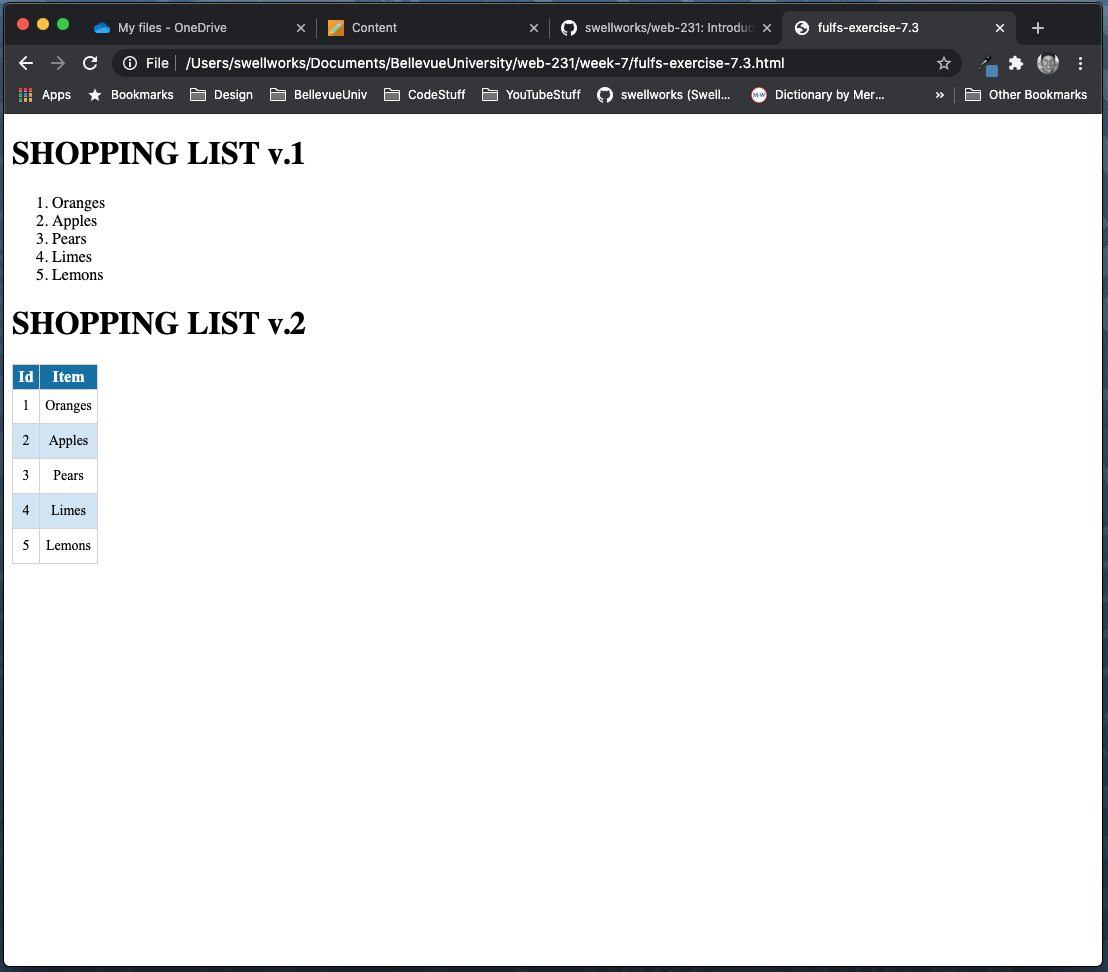 My files - OneDrive
Content
swellworks/web-231: Introduc
fulfs-exercise-7.3
File
/Users/swellworks/Documents/BellevueUniversity/web-231/week-7/fulfs-exercise-7.3.html
Apps
Bookmarks
Design
BellevueUniv
CodeStuff
YouTubeStuff
swellworks (Swell...
M-W
Dictionary by Mer...
»
Other Bookmarks
SHOPPING LIST v.1
1. Oranges
2. Apples
3. Pears
4. Limes
5. Lemons
SHOPPING LIST v.2
Id Item
1 Oranges
2 Apples
3 Pears
4 Limes
5 Lemons